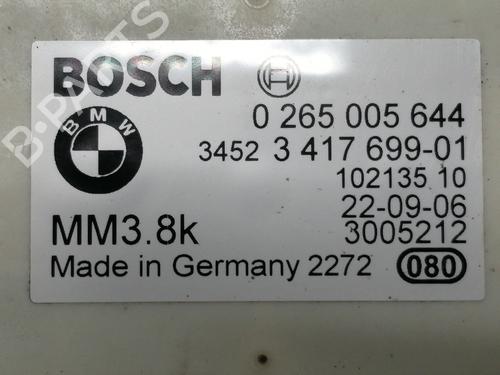 B-PARTS
BOSCH
BMW
0 265 005 644
3452 3 417 699-01
102135 10
22-09-06
MM3.8k
3005212
Made in Germany 2272
080